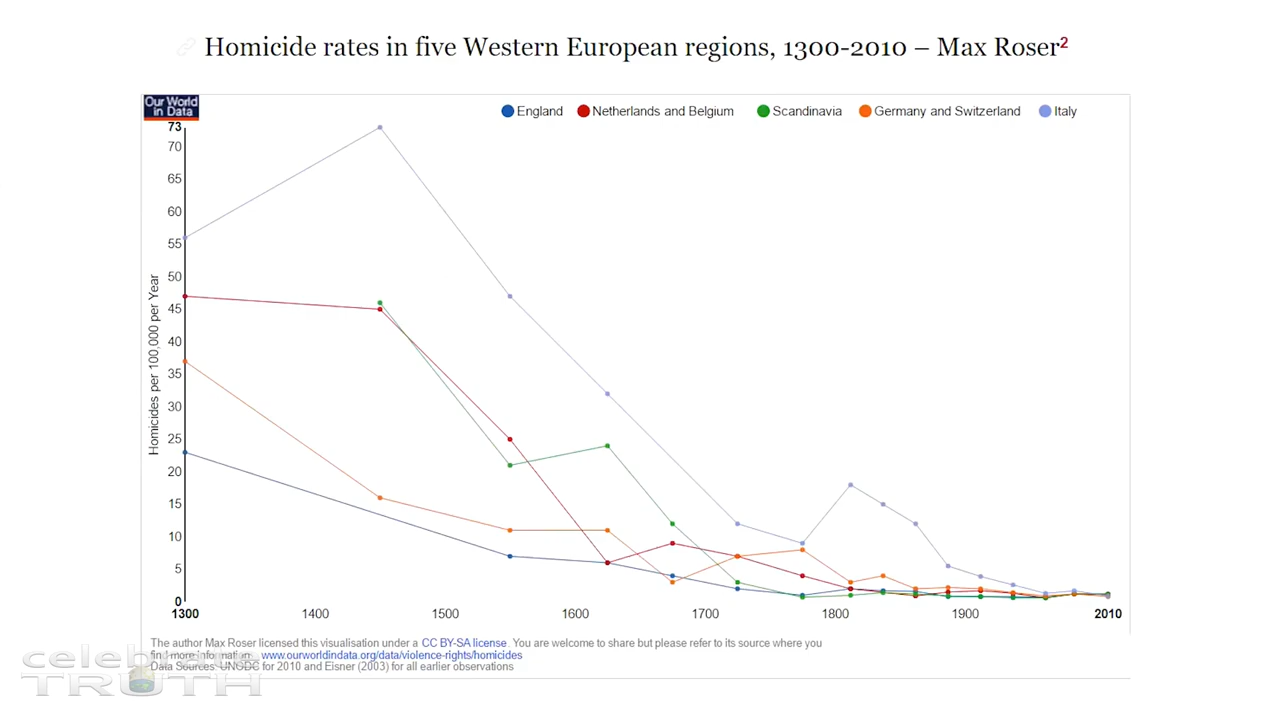 Homicide rates in five Western European regions, 1300-2010 – Max Roser2
Our World
in Data
England Netherlands and Belgium Scandinavia Germany and Switzerland Italy
Homicides per 100,000 per Year
73
70
65
60
55
50
45
40
35
30
25
20
15
10
5
0
1300 1400 1500 1600 1700 1800 1900 2010
The author Max Roser licensed this visualisation under a CC BY-SA license. You are welcome to share but please refer to its source where you
find more information: www.ourworldindata.org/data/violence-rights/homicides
Data Sources: UNODC for 2010 and Eisner (2003) for all earlier observations
celebrate
TRUTH